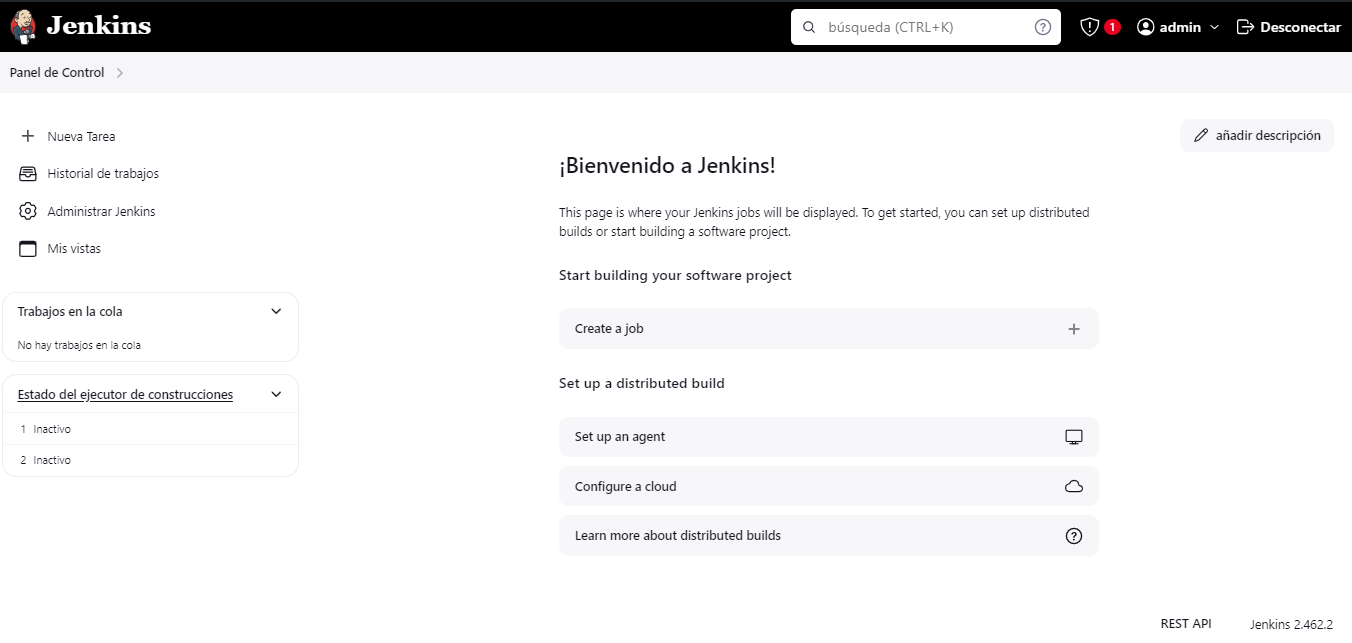 Jenkins
búsqueda (CTRL+K)
1
admin
Desconectar
Panel de Control
Nueva Tarea
Historial de trabajos
Administrar Jenkins
Mis vistas
Trabajos en la cola
No hay trabajos en la cola
Estado del ejecutor de construcciones
1 Inactivo
2 Inactivo
añadir descripción
¡Bienvenido a Jenkins!
This page is where your Jenkins jobs will be displayed. To get started, you can set up distributed
builds or start building a software project.
Start building your software project
Create a job
Set up a distributed build
Set up an agent
Configure a cloud
Learn more about distributed builds
REST API
Jenkins 2.462.2